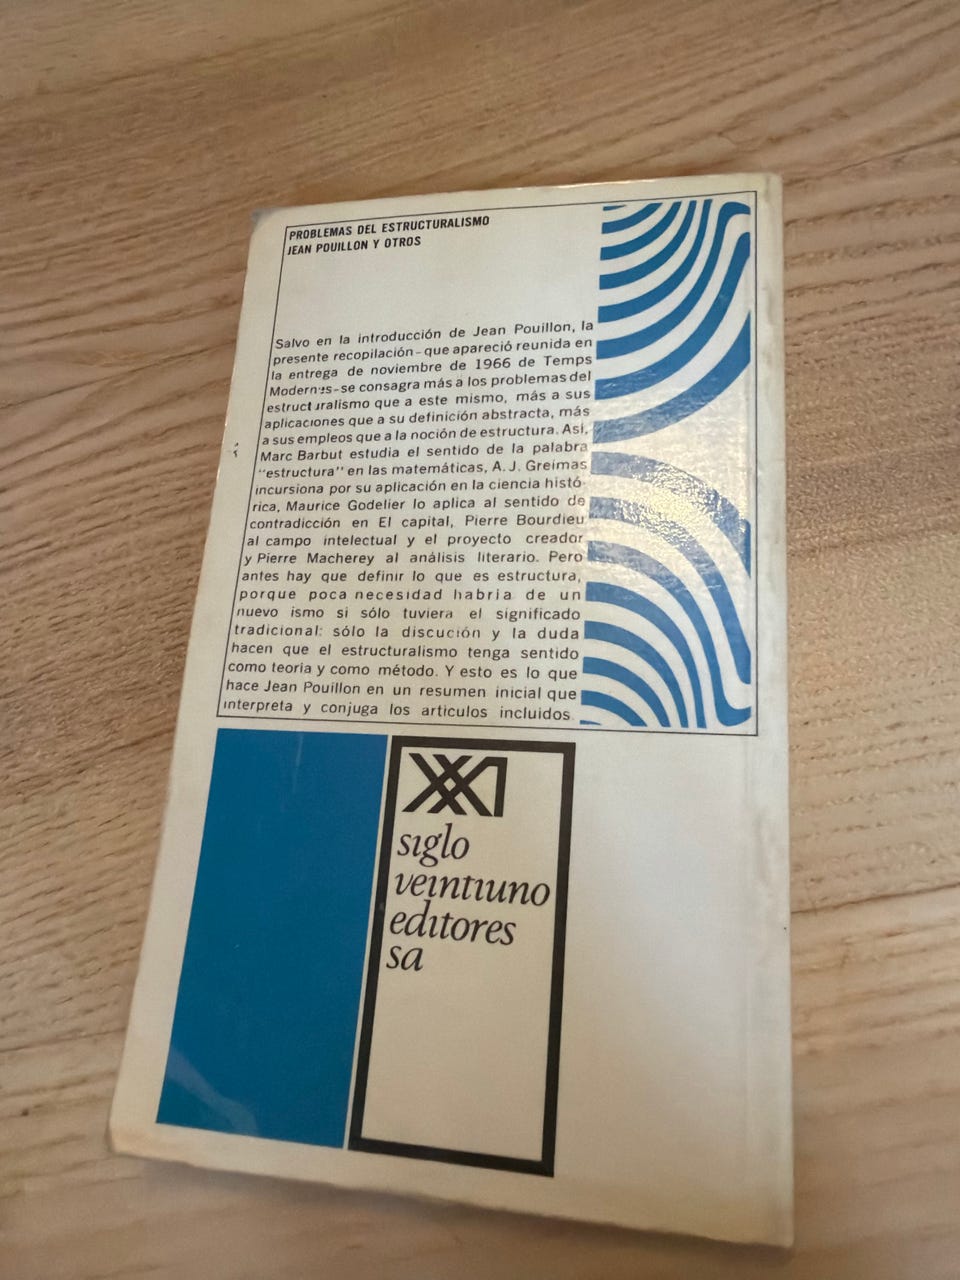 PROBLEMAS DEL ESTRUCTURALISMO
JEAN POUILLON Y OTROS
Salvo en la introducción de Jean Pouillon, la
presente recopilación-que apareció reunida en
la entrega de noviembre de 1966 de Temps
Modernes-se consagra más a los problemas del
estructuralismo que a este mismo, más a sus
aplicaciones que a su definición abstracta, más
a sus empleos que a la noción de estructura. Así,
Marc Barbut estudia el sentido de la palabra
"estructura" en las matemáticas, A. J. Greimas
incursiona por su aplicación en la ciencia histó-
rica, Maurice Godelier lo aplica al sentido de
contradicción en El capital, Pierre Bourdieu
al campo intelectual y el proyecto creador
y Pierre Macherey al análisis literario. Pero
antes hay que definir lo que es estructura,
porque poca necesidad habria de un
nuevo ismo si sólo tuviera el significado
tradicional: sólo la discución y la duda
hacen que el estructuralismo tenga sentido
como teoria y como método. Y esto es lo que
hace Jean Pouillon en un resumen inicial que
interpreta y conjuga los articulos incluidos.
XXI
siglo
veintiuno
editores
sa